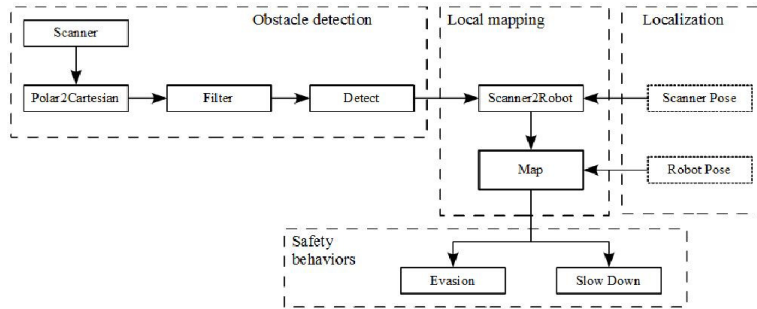 Obstacle detection
Local mapping
Localization
Scanner
Polar2Cartesian
Filter
Detect
Scanner2Robot
Scanner Pose
Map
Robot Pose
Safety
behaviors
Evasion
Slow Down